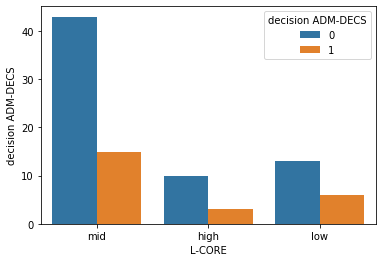 decision ADM-DECS
0
1
decision ADM-DECS
40
30
20
10
0
mid high low
L-CORE